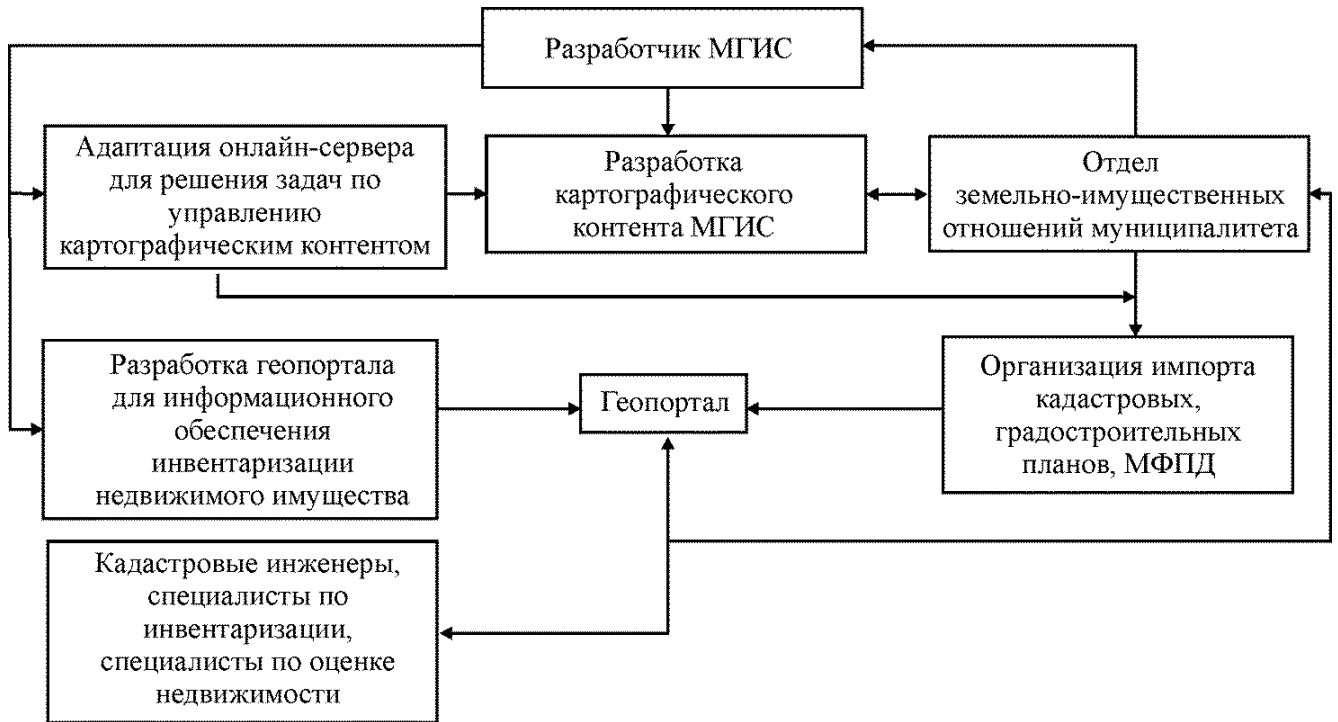 Разработчик МГИС
Адаптация онлайн-сервера
для решения задач по
управлению
картографическим контентом
Разработка
картографического
контента МГИС
Отдел
земельно-имущественных
отношений муниципалитета
Разработка геопортала
для информационного
обеспечения
инвентаризации
недвижимого имущества
Геопортал
Организация импорта
кадастровых,
градостроительных
планов, МФПД
Кадастровые инженеры,
специалисты по
инвентаризации,
специалисты по оценке
недвижимости